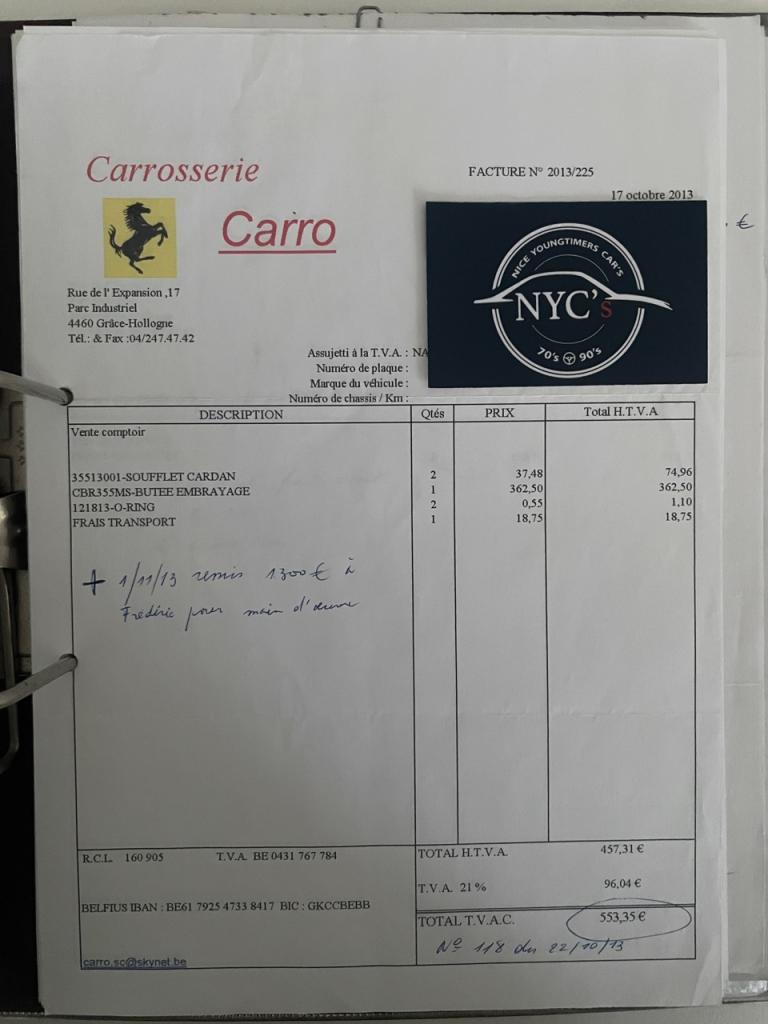 Carrosserie
FACTURE N° 2013/225
17 octobre 2013
Carro
NICE YOUNGTIMERS CAR'S
NYC's
70's 90's
€
Rue de l' Expansion ,17
Parc Industriel
4460 Grâce-Hollogne
Tél.: & Fax :04/247.47.42
Assujetti à la T.V.A. : NA
Numéro de plaque :
Marque du véhicule :
Numéro de chassis / Km :
DESCRIPTION Qtés PRIX Total H.T.V.A
Vente comptoir
35513001-SOUFFLET CARDAN 2 37,48 74,96
CBR355MS-BUTEE EMBRAYAGE 1 362,50 362,50
121813-O-RING 2 0,55 1,10
FRAIS TRANSPORT 1 18,75 18,75
+ 1/11/13 remis 1300 € à
Frédéric pour main d'œuvre
R.C.L. 160 905 T.V.A. BE 0431 767 784
TOTAL H.T.V.A. 457,31 €
T.V.A. 21 % 96,04 €
BELFIUS IBAN : BE61 7925 4733 8417 BIC : GKCCBEBB
TOTAL T.V.A.C. 553,35 €
N° 118 du 22/10/13
carro.sc@skynet.be